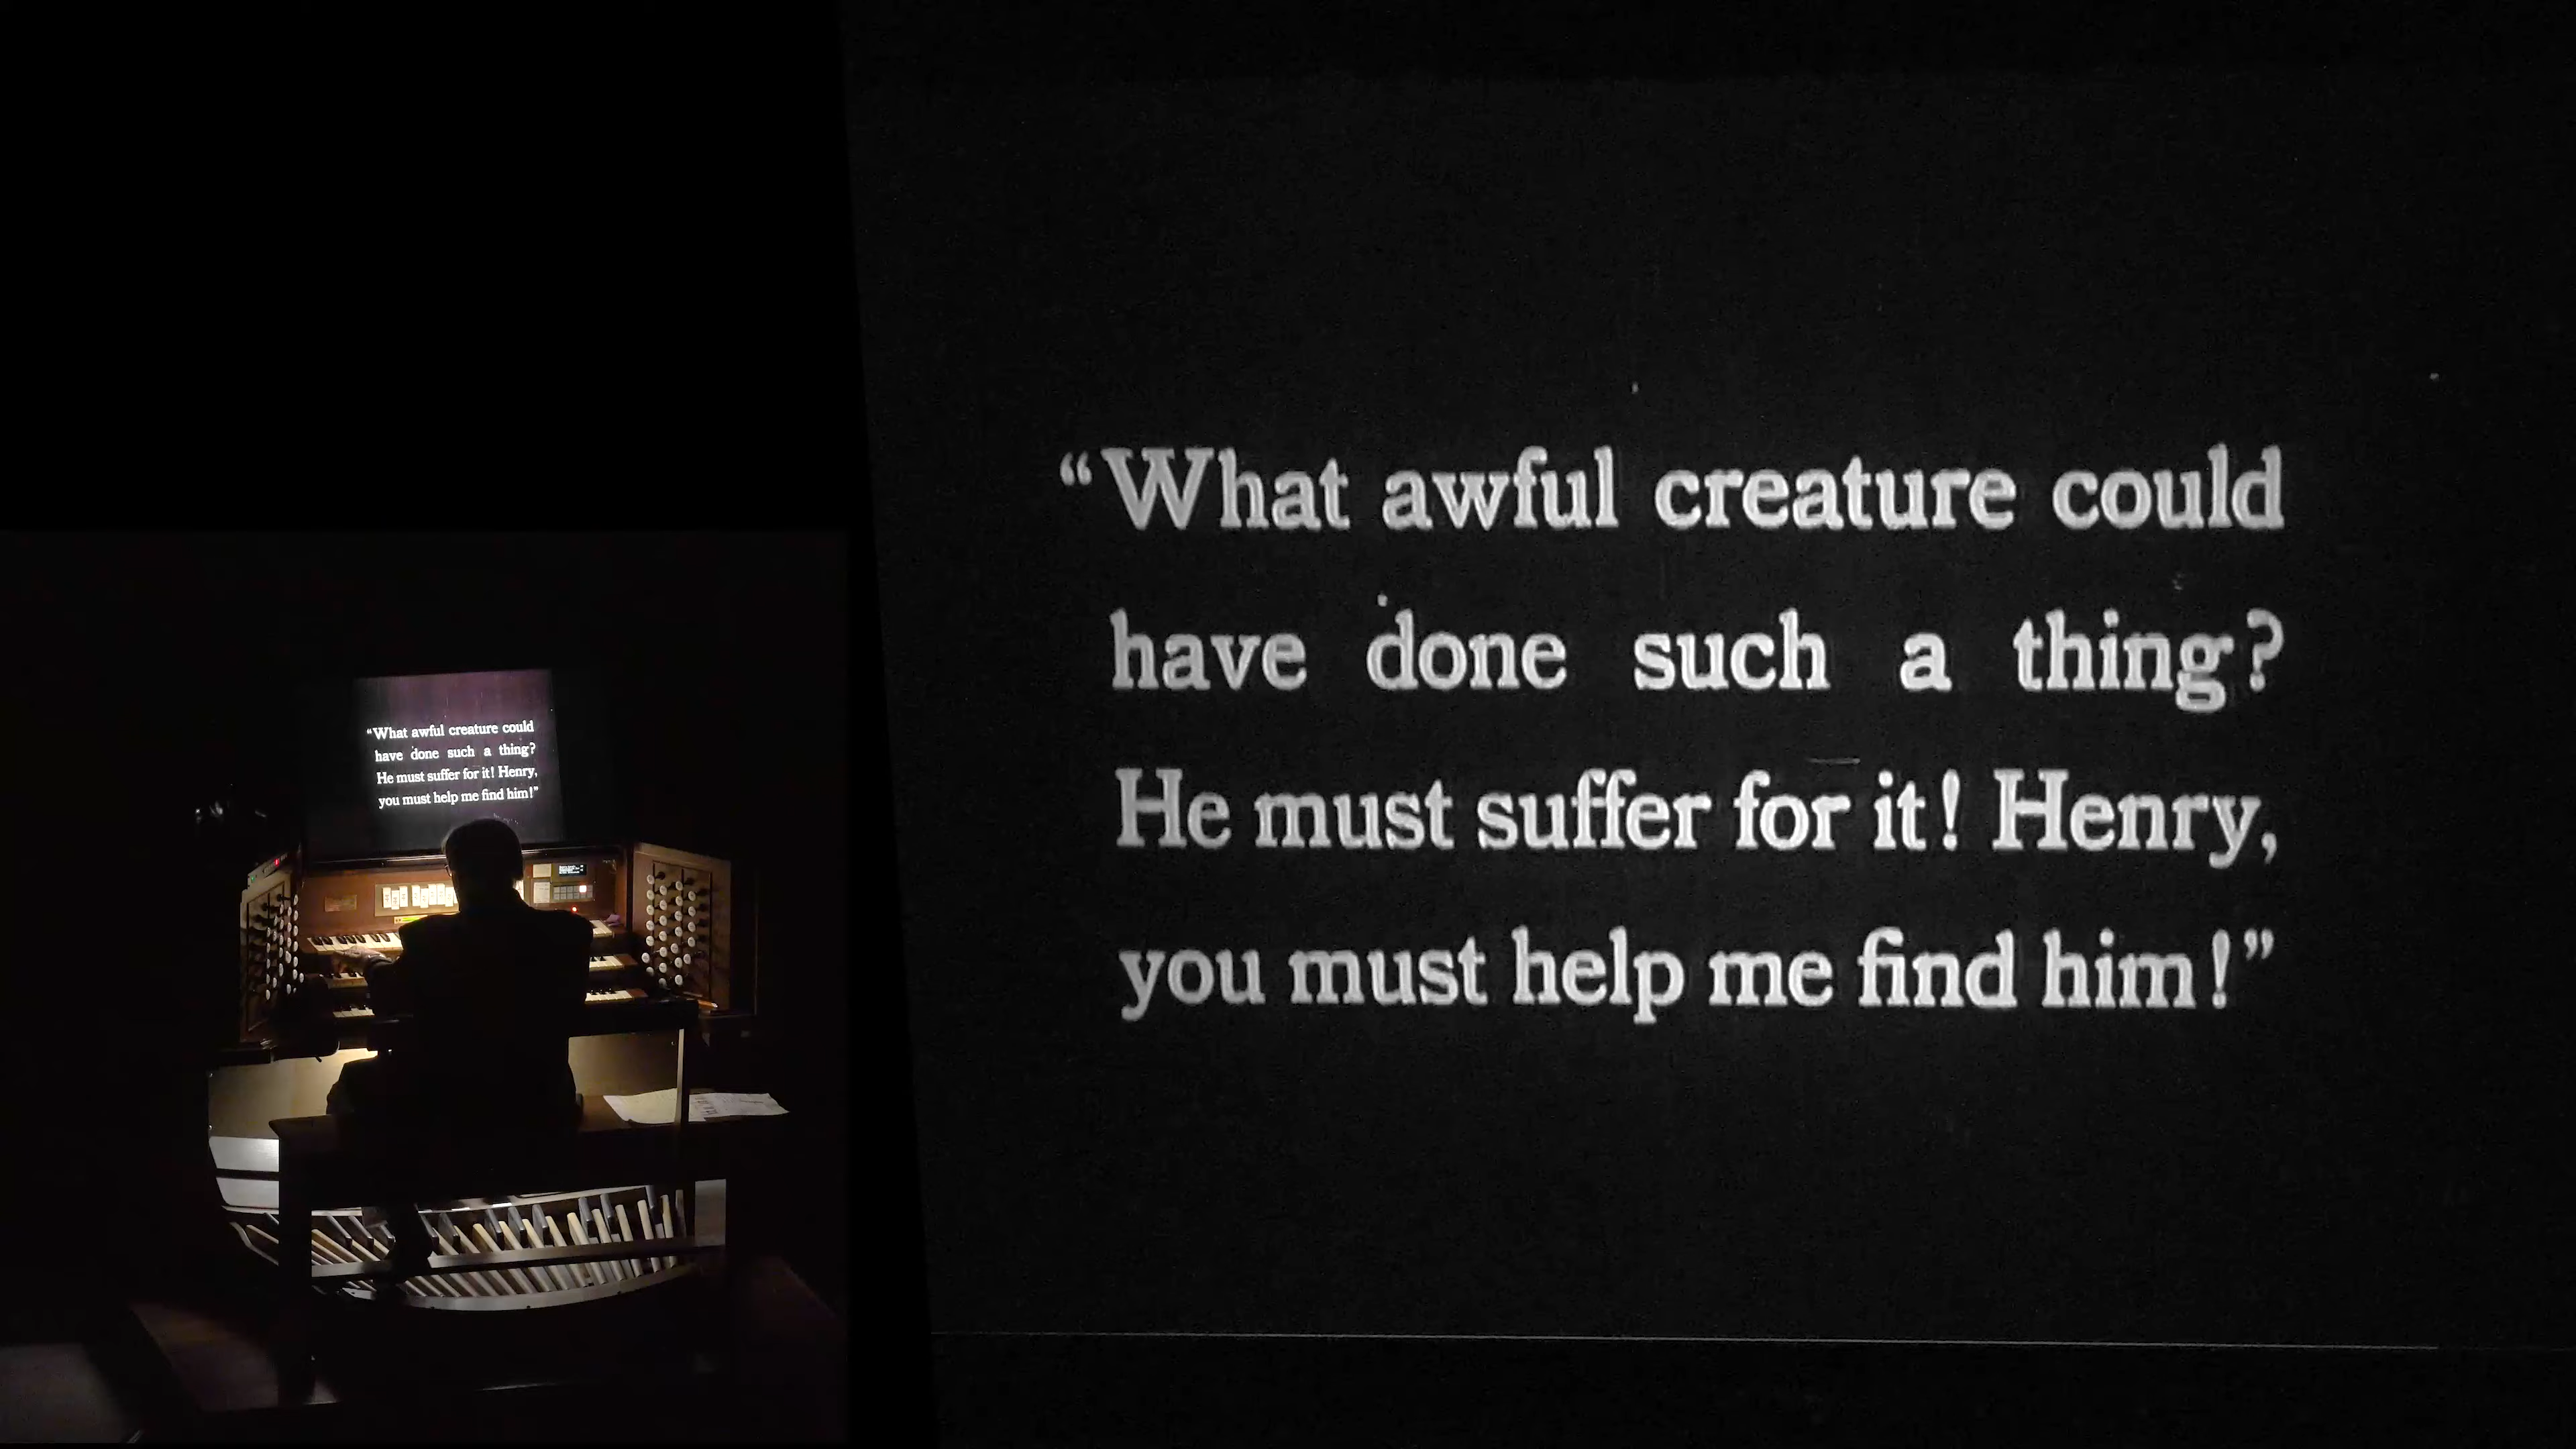 “What awful creature could
have done such a thing?
He must suffer for it! Henry,
you must help me find him!”
“What awful creature could
have done such a thing?
He must suffer for it! Henry,
you must help me find him!”